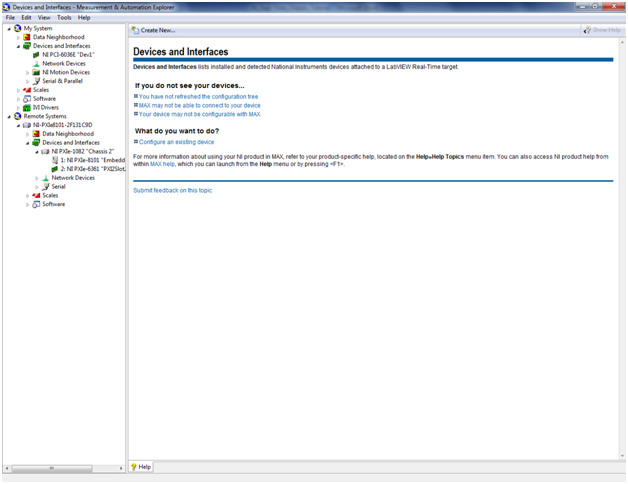 Devices and Interfaces - Measurement & Automation Explorer
File Edit View Tools Help
My System
Data Neighborhood
Devices and Interfaces
NI PCI-6036E "Dev1"
Network Devices
NI Motion Devices
Serial & Parallel
Scales
Software
IVI Drivers
Remote Systems
NI-PXIe8101-2F131C9D
Data Neighborhood
Devices and Interfaces
NI PXIe-1082 "Chassis 2"
1: NI PXIe-8101 "Embedd
2: NI PXIe-6361 "PXI2Slot
Network Devices
Serial
Scales
Software
Create New...
Show Help
Devices and Interfaces
Devices and Interfaces lists installed and detected National Instruments devices attached to a LabVIEW Real-Time target.
If you do not see your devices...
You have not refreshed the configuration tree
MAX may not be able to connect to your device
Your device may not be configurable with MAX
What do you want to do?
Configure an existing device
For more information about using your NI product in MAX, refer to your product-specific help, located on the Help»Help Topics menu item. You can also access NI product help from
within MAX help, which you can launch from the Help menu or by pressing <F1>.
Submit feedback on this topic
Help